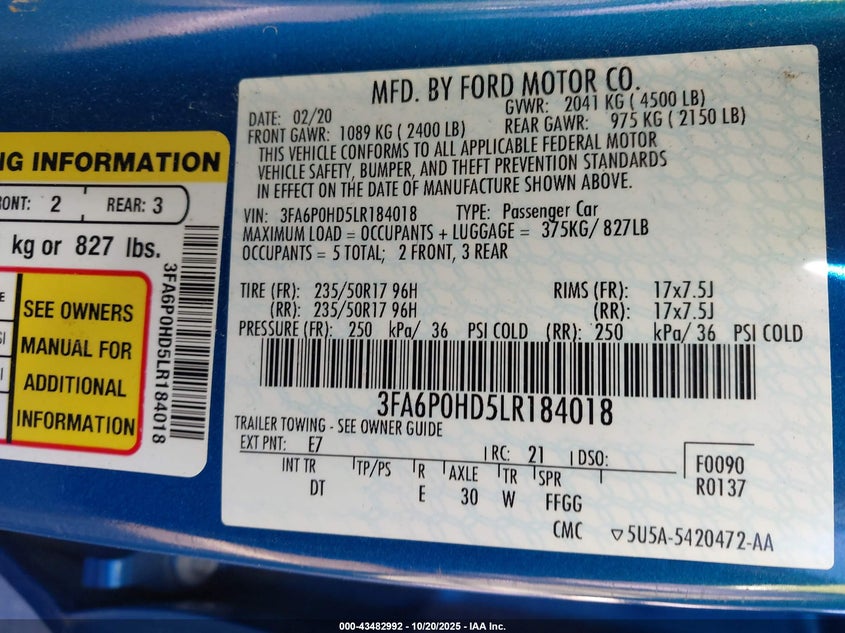 NG INFORMATION
RONT: 2 REAR: 3
kg or 827 lbs.
SEE OWNERS
MANUAL FOR
ADDITIONAL
INFORMATION
3FA6P0HD5LR184018
MFD. BY FORD MOTOR CO.
DATE: 02/20 GVWR: 2041 KG ( 4500 LB)
FRONT GAWR: 1089 KG ( 2400 LB) REAR GAWR: 975 KG ( 2150 LB)
THIS VEHICLE CONFORMS TO ALL APPLICABLE FEDERAL MOTOR
VEHICLE SAFETY, BUMPER, AND THEFT PREVENTION STANDARDS
IN EFFECT ON THE DATE OF MANUFACTURE SHOWN ABOVE.
VIN: 3FA6P0HD5LR184018 TYPE: Passenger Car
MAXIMUM LOAD = OCCUPANTS + LUGGAGE = 375KG/ 827LB
OCCUPANTS = 5 TOTAL; 2 FRONT, 3 REAR
TIRE (FR): 235/50R17 96H RIMS (FR): 17x7.5J
(RR): 235/50R17 96H (RR): 17x7.5J
PRESSURE (FR): 250 kPa/ 36 PSI COLD (RR): 250 kPa/ 36 PSI COLD
3FA6P0HD5LR184018
TRAILER TOWING - SEE OWNER GUIDE
EXT PNT: E7 RC: 21 DSO: F0090
INT TR TP/PS R AXLE TR SPR R0137
DT E 30 W FFGG
CMC ▽5U5A-5420472-AA
000-43482992 - 10/20/2025 - IAA Inc.